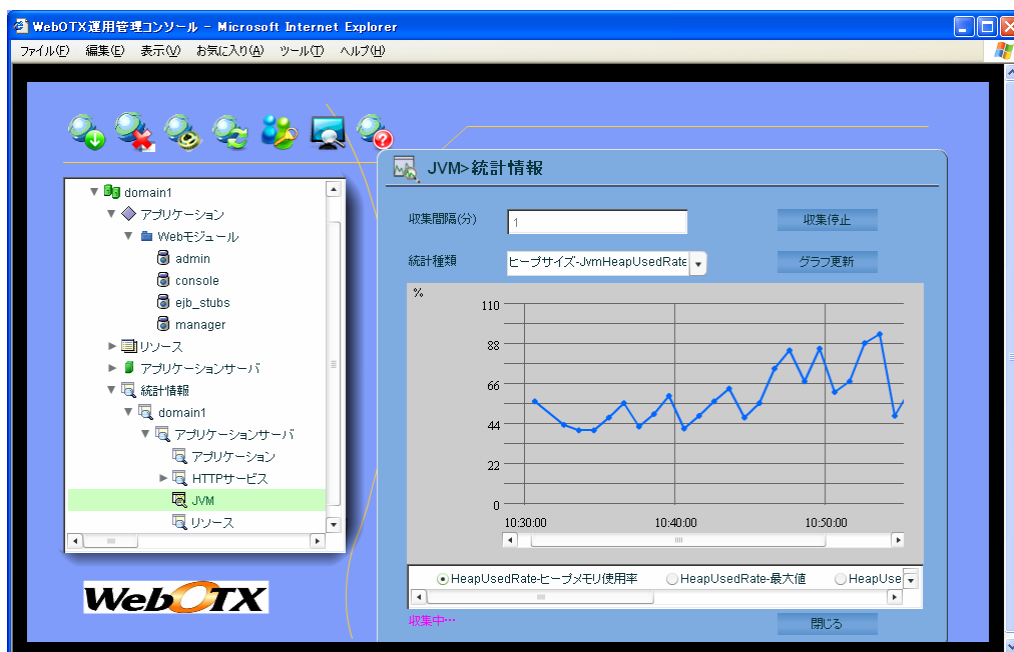 WebOTX運用管理コンソール - Microsoft Internet Explorer
ファイル(F) 編集(E) 表示(V) お気に入り(A) ツール(T) ヘルプ(H)
domain1
アプリケーション
Webモジュール
admin
console
ejb_stubs
manager
リソース
アプリケーションサーバ
統計情報
domain1
アプリケーションサーバ
アプリケーション
HTTPサービス
JVM
リソース
WebOTX
JVM>統計情報
収集間隔(分) 1 収集停止
統計種類 ヒープサイズ-JvmHeapUsedRate グラフ更新
%
110
88
66
44
22
0
10:30:00 10:40:00 10:50:00
HeapUsedRate-ヒープメモリ使用率 HeapUsedRate-最大値 HeapUse
収集中… 閉じる